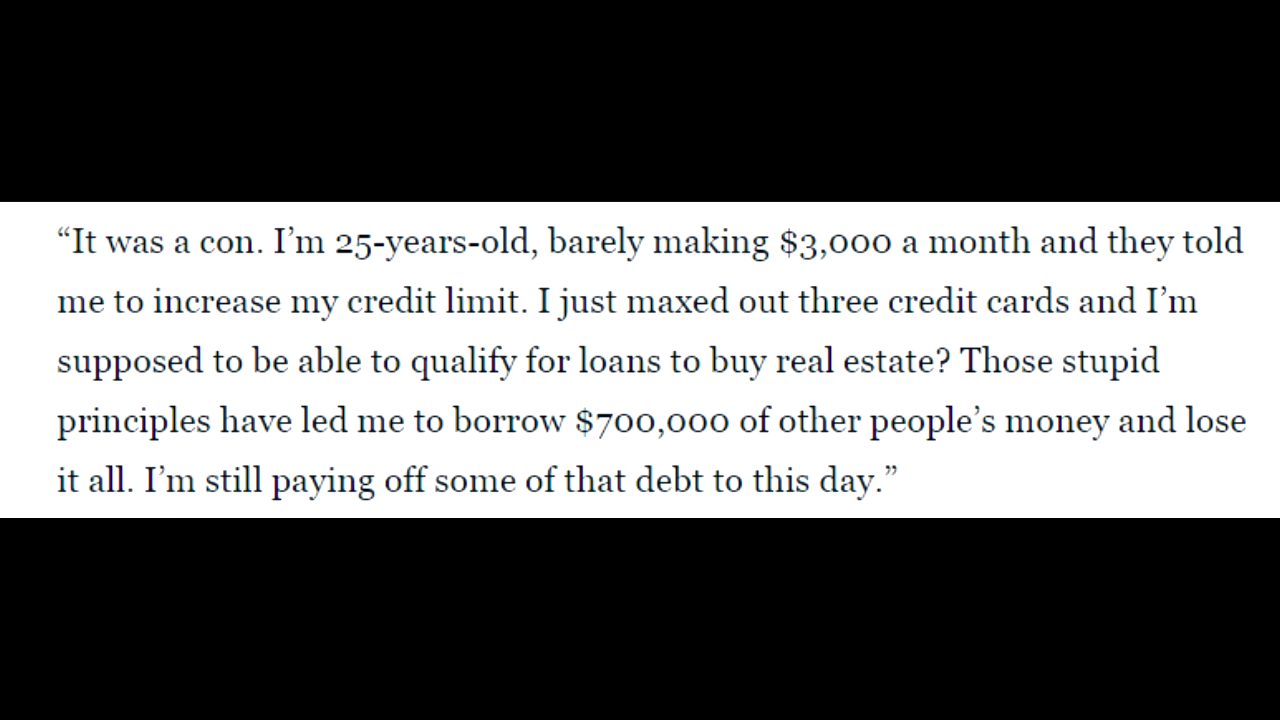 “It was a con. I’m 25-years-old, barely making $3,000 a month and they told
me to increase my credit limit. I just maxed out three credit cards and I’m
supposed to be able to qualify for loans to buy real estate? Those stupid
principles have led me to borrow $700,000 of other people’s money and lose
it all. I’m still paying off some of that debt to this day.”